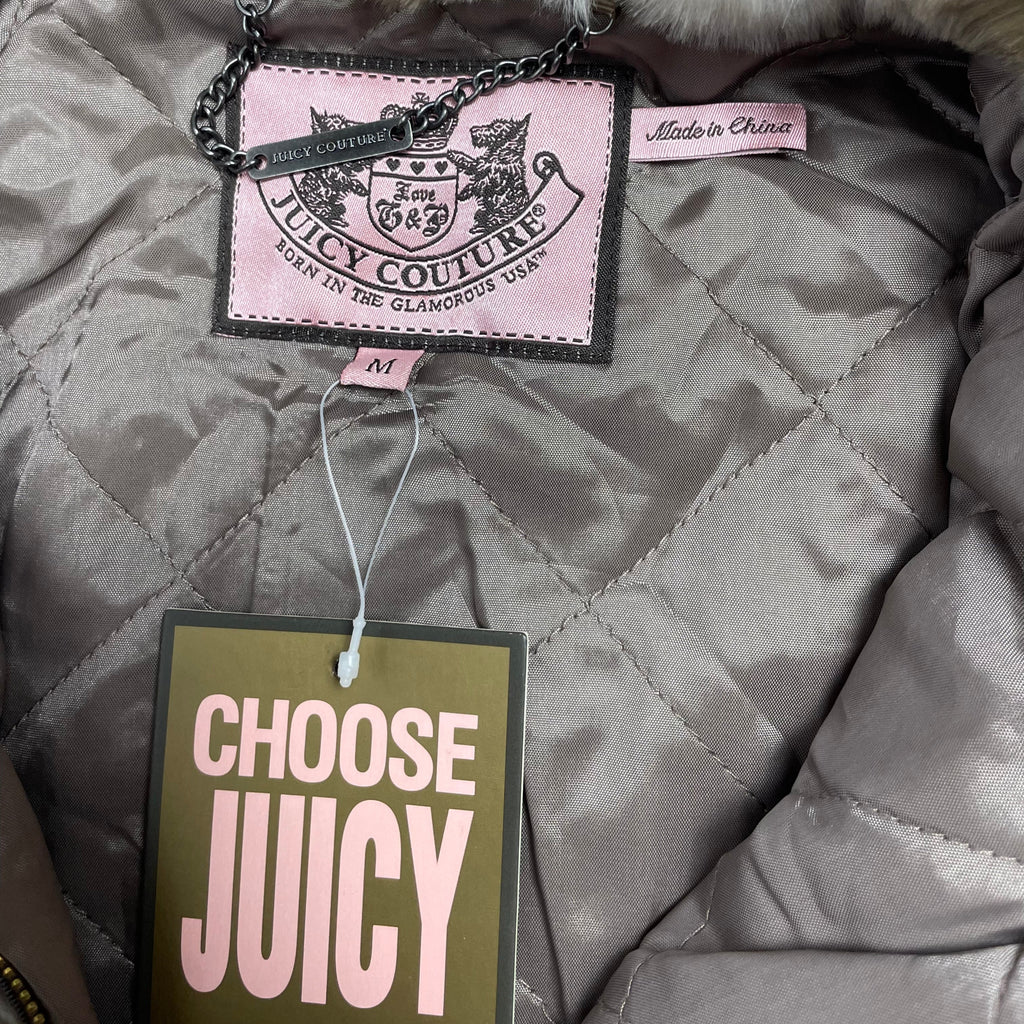 JUICY COUTURE
Made in China
Love
G&P
JUICY COUTURE®
BORN IN THE GLAMOROUS USA™
M
CHOOSE
JUICY